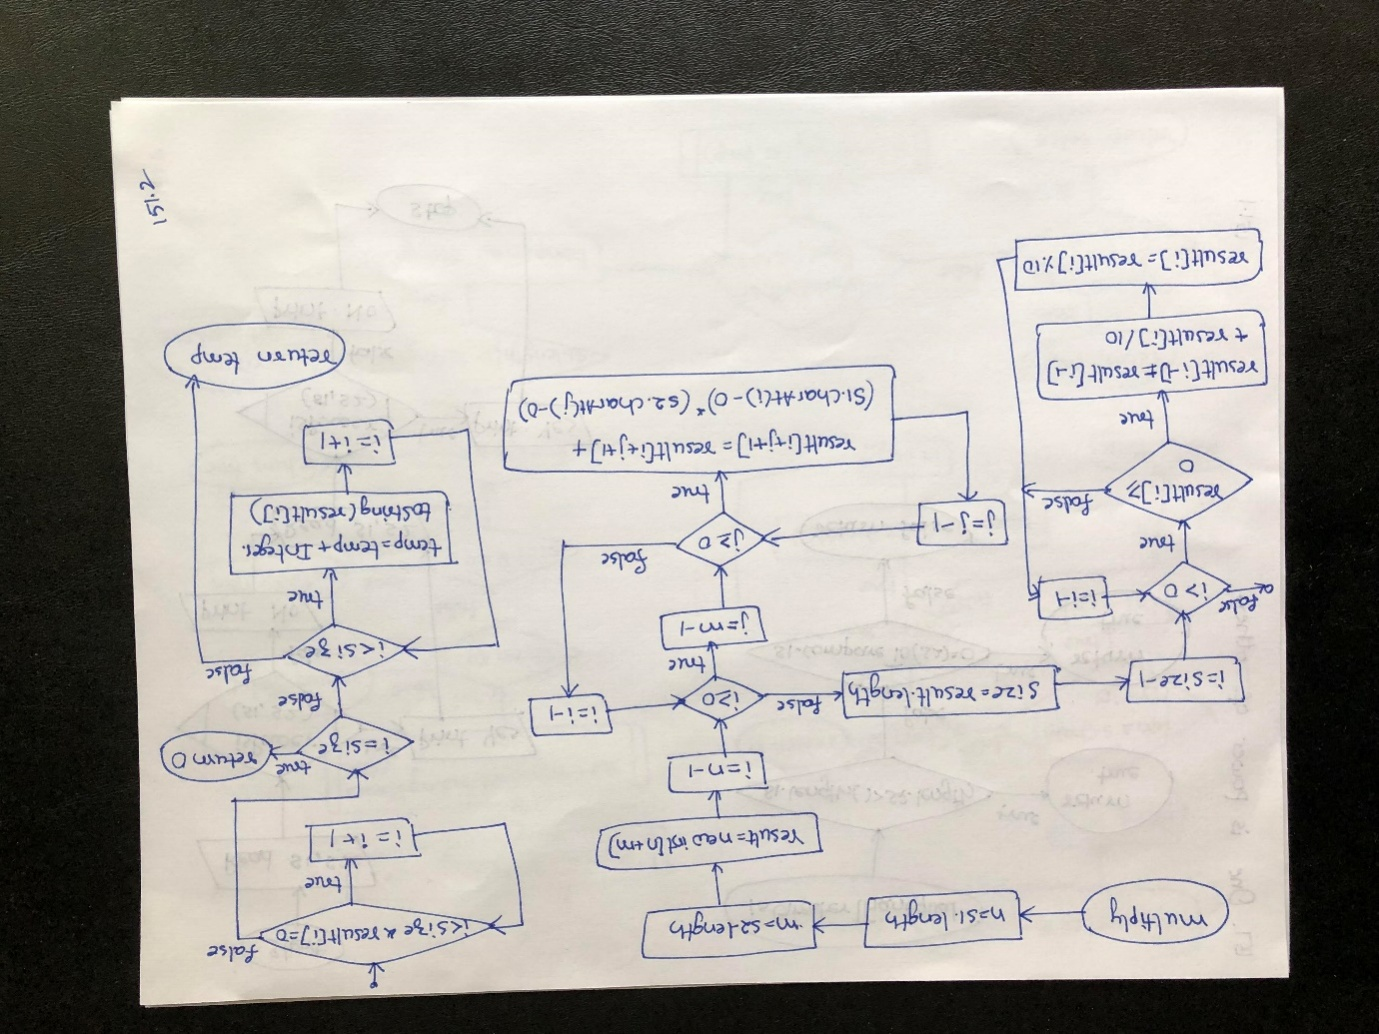 151.2
multiply
n=s1.length
m=s2.length
result=new int[n+m]
i=n-1
i≥0
true
false
j=m-1
j≥0
true
false
result[i+j+1]=result[i+j+1]+
(s1.charAt(i)-0)*(s2.charAt(j)-0)
j=j-1
i=i-1
size=result.length
i=size-1
i>0
true
false
a
result[i]≥
0
true
false
result[i-1]=result[i-1]
+ result[i]/10
result[i]=result[i]%10
i=i-1
i<size & result[i]=0
true
false
i=i+1
i=size
true
return 0
false
i<size
true
false
temp=temp+Integer.
toString(result[i])
i=i+1
return temp